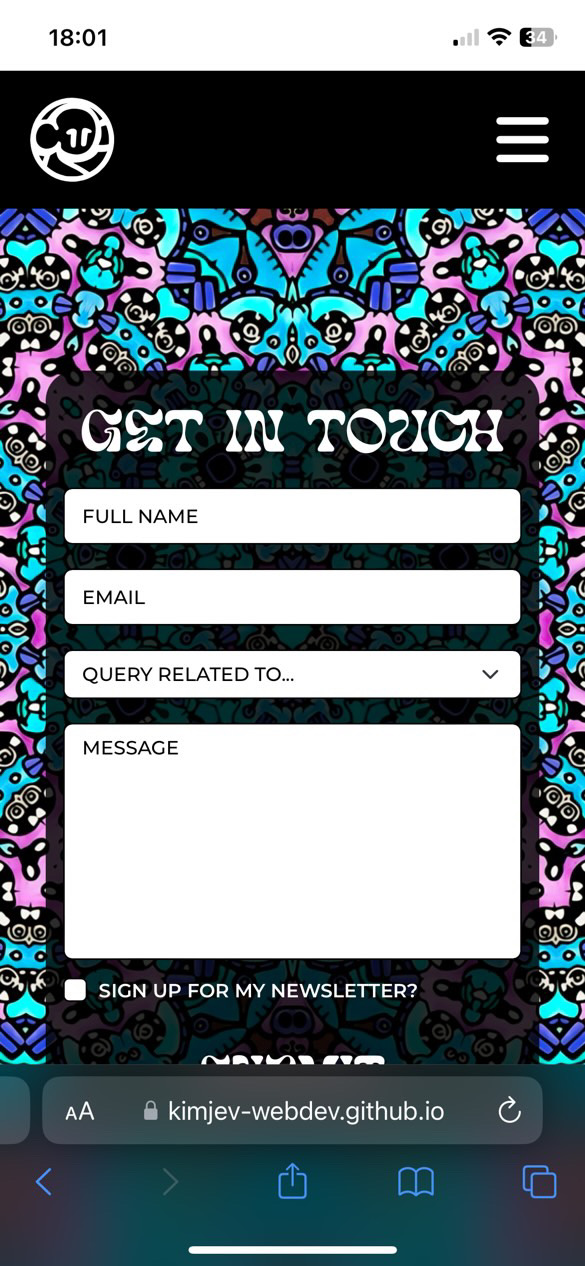 18:01
34
GET IN TOUCH
FULL NAME
EMAIL
QUERY RELATED TO...
MESSAGE
SIGN UP FOR MY NEWSLETTER?
SUBMIT
AA
kimjev-webdev.github.io